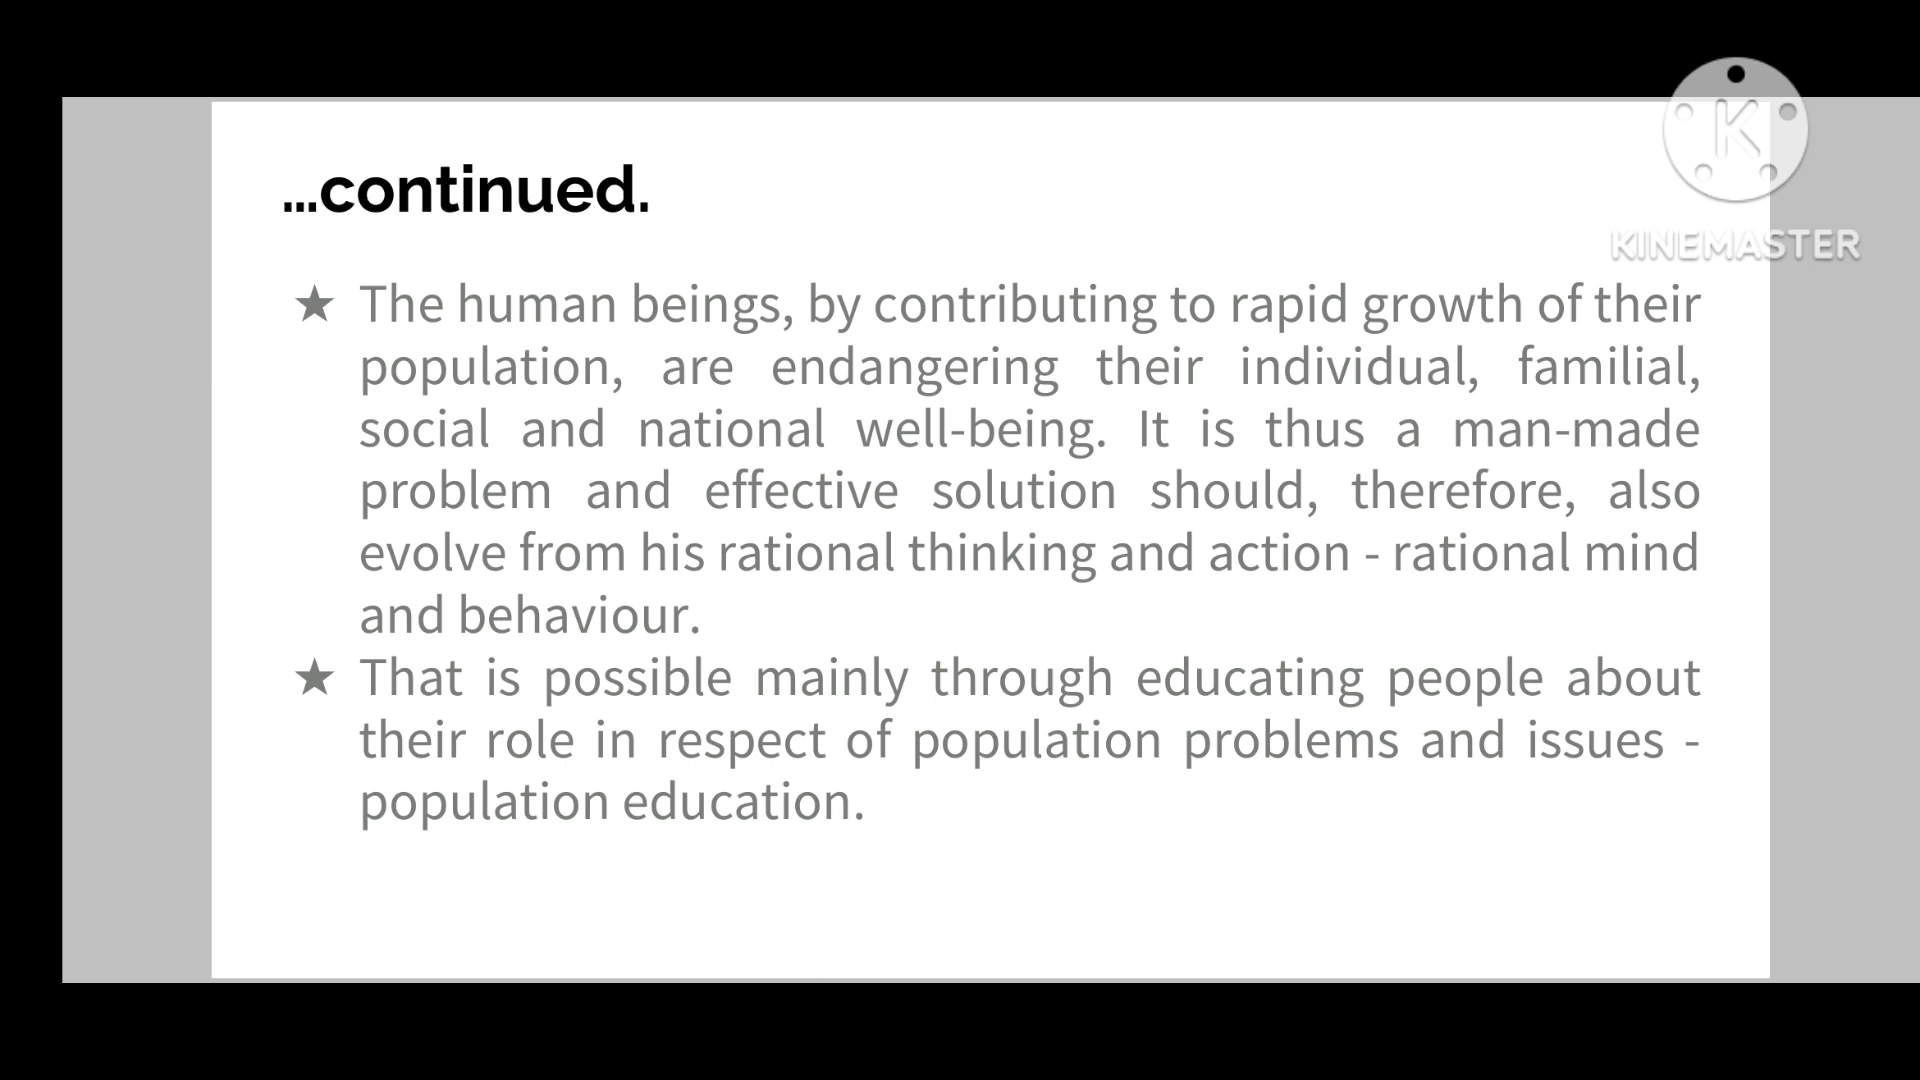 ...continued.
K
KINEMASTER
★ The human beings, by contributing to rapid growth of their
population, are endangering their individual, familial,
social and national well-being. It is thus a man-made
problem and effective solution should, therefore, also
evolve from his rational thinking and action - rational mind
and behaviour.
★ That is possible mainly through educating people about
their role in respect of population problems and issues -
population education.